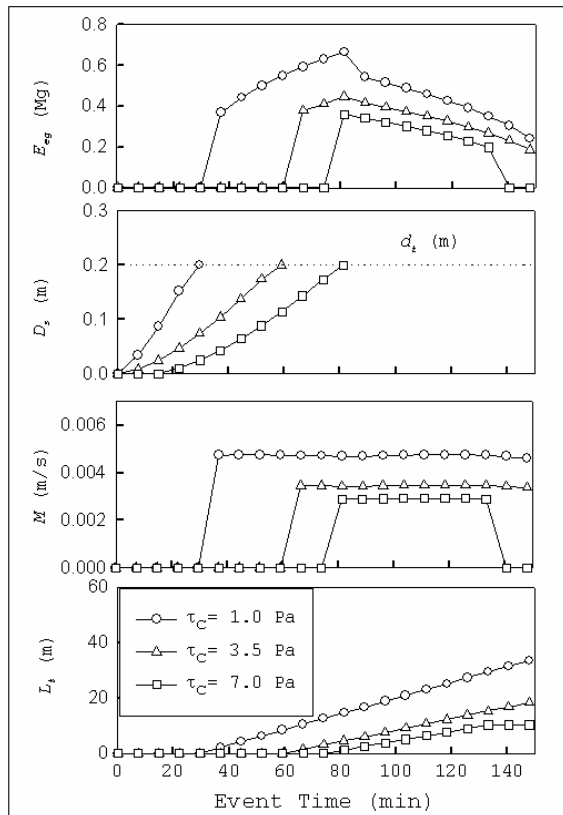 0.8
0.6
0.4
0.2
0.0
E_eg (Mg)
0.3
0.2
0.1
0.0
D_s (m)
d_t (m)
0.006
0.004
0.002
0.000
M (m/s)
60
40
20
0
L_t (m)
τ_C= 1.0 Pa
τ_C= 3.5 Pa
τ_C= 7.0 Pa
0 20 40 60 80 100 120 140
Event Time (min)